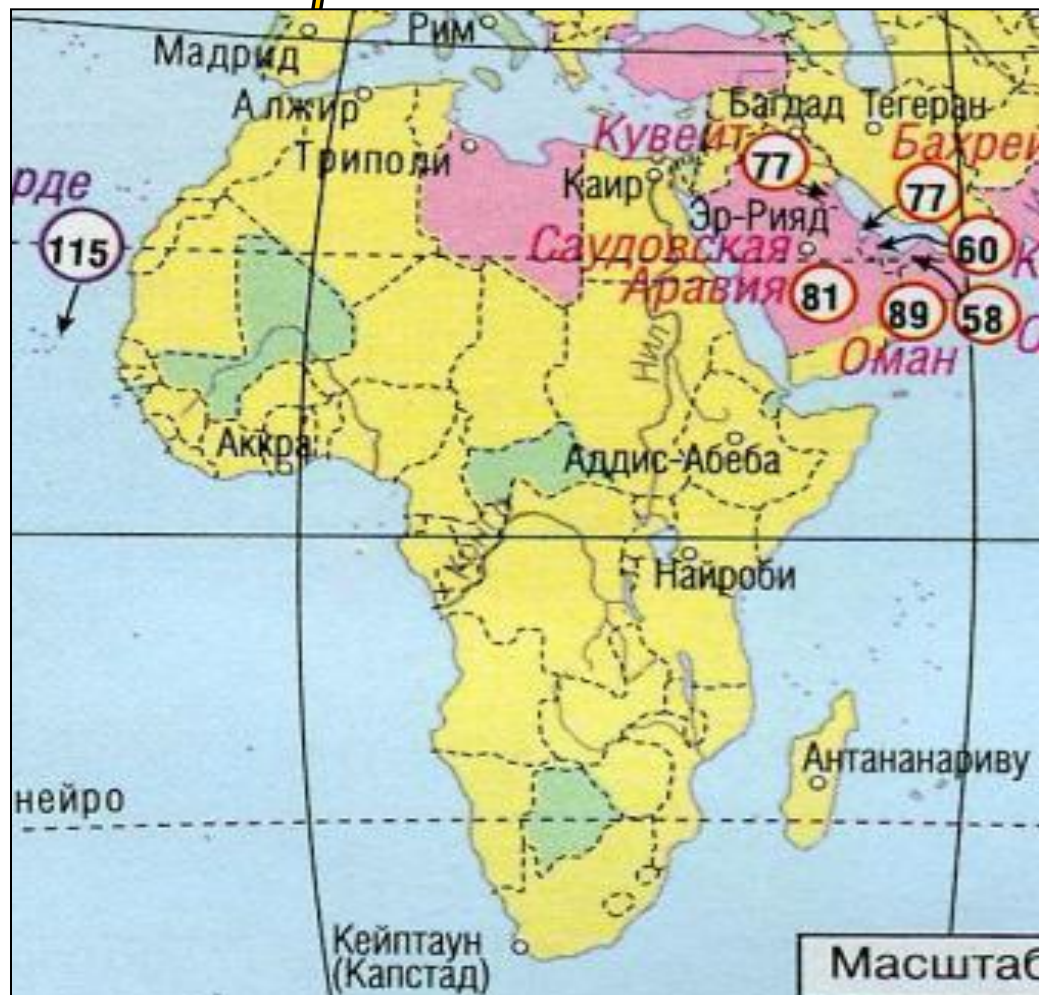 Рим
Мадрид
Алжир
Багдад
Тегеран
Кувейт
Бахрей
Триполи
77
Каир
рде
77
Эр-Рияд
115
Саудовская
60
К
Аравия
81
89
58
О
Нил
Оман
Аккра
Аддис-Абеба
Конго
Найроби
Антананариву
нейро
Кейптаун
(Капстад)
Масштаб